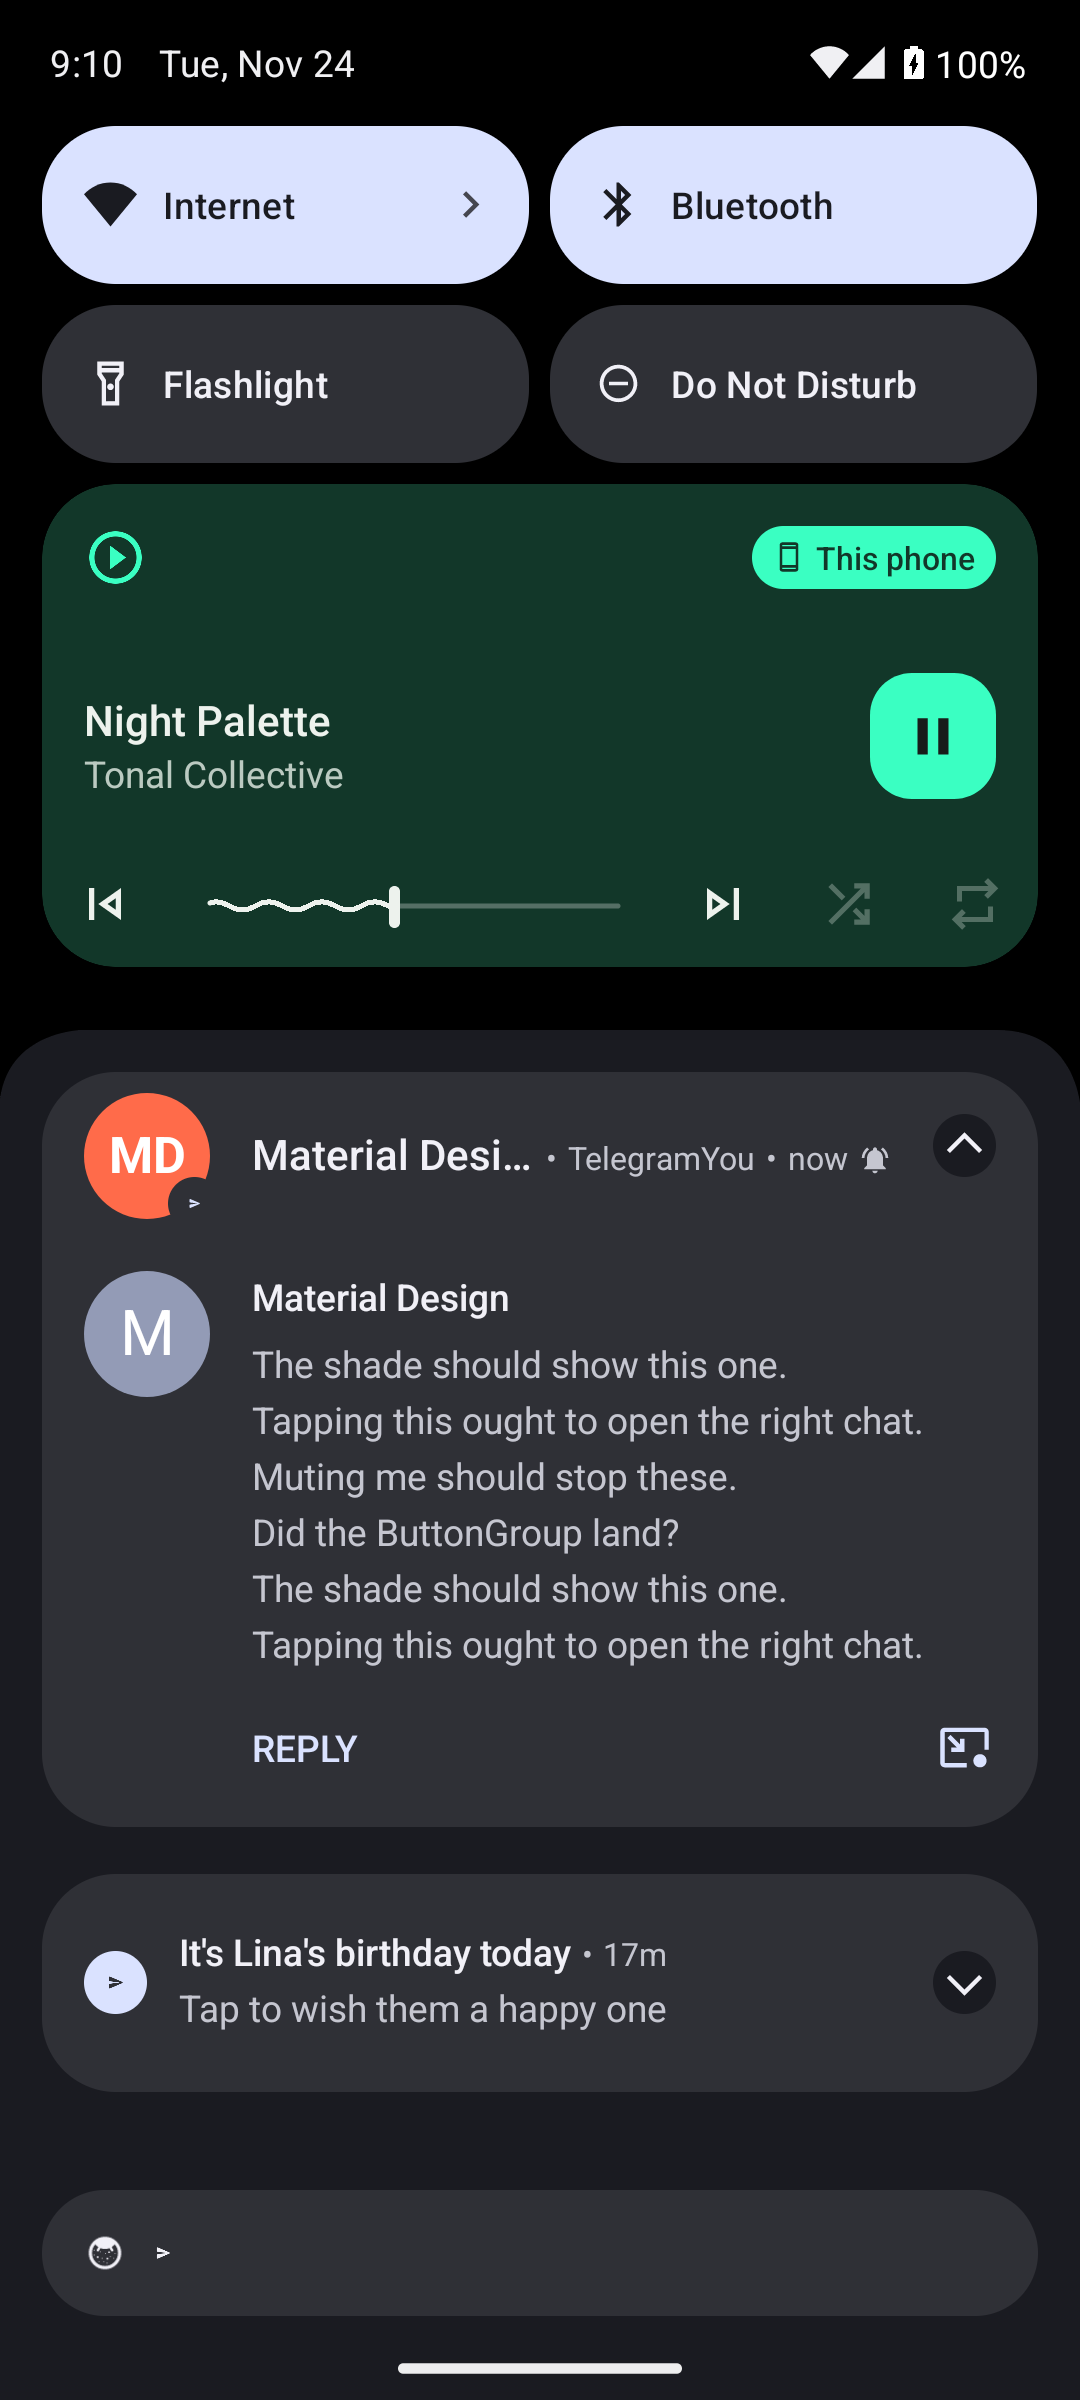 9:10 Tue, Nov 24 100%
Internet
Bluetooth
Flashlight
Do Not Disturb
This phone
Night Palette
Tonal Collective
MD
Material Desi… • TelegramYou • now
M
Material Design
The shade should show this one.
Tapping this ought to open the right chat.
Muting me should stop these.
Did the ButtonGroup land?
The shade should show this one.
Tapping this ought to open the right chat.
REPLY
It's Lina's birthday today • 17m
Tap to wish them a happy one